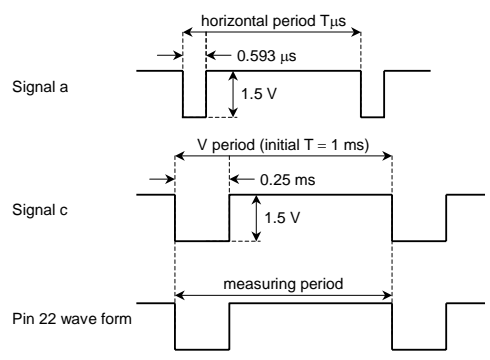 horizontal period Tμs
0.593 μs
Signal a
1.5 V
V period (initial T = 1 ms)
0.25 ms
Signal c
1.5 V
measuring period
Pin 22 wave form